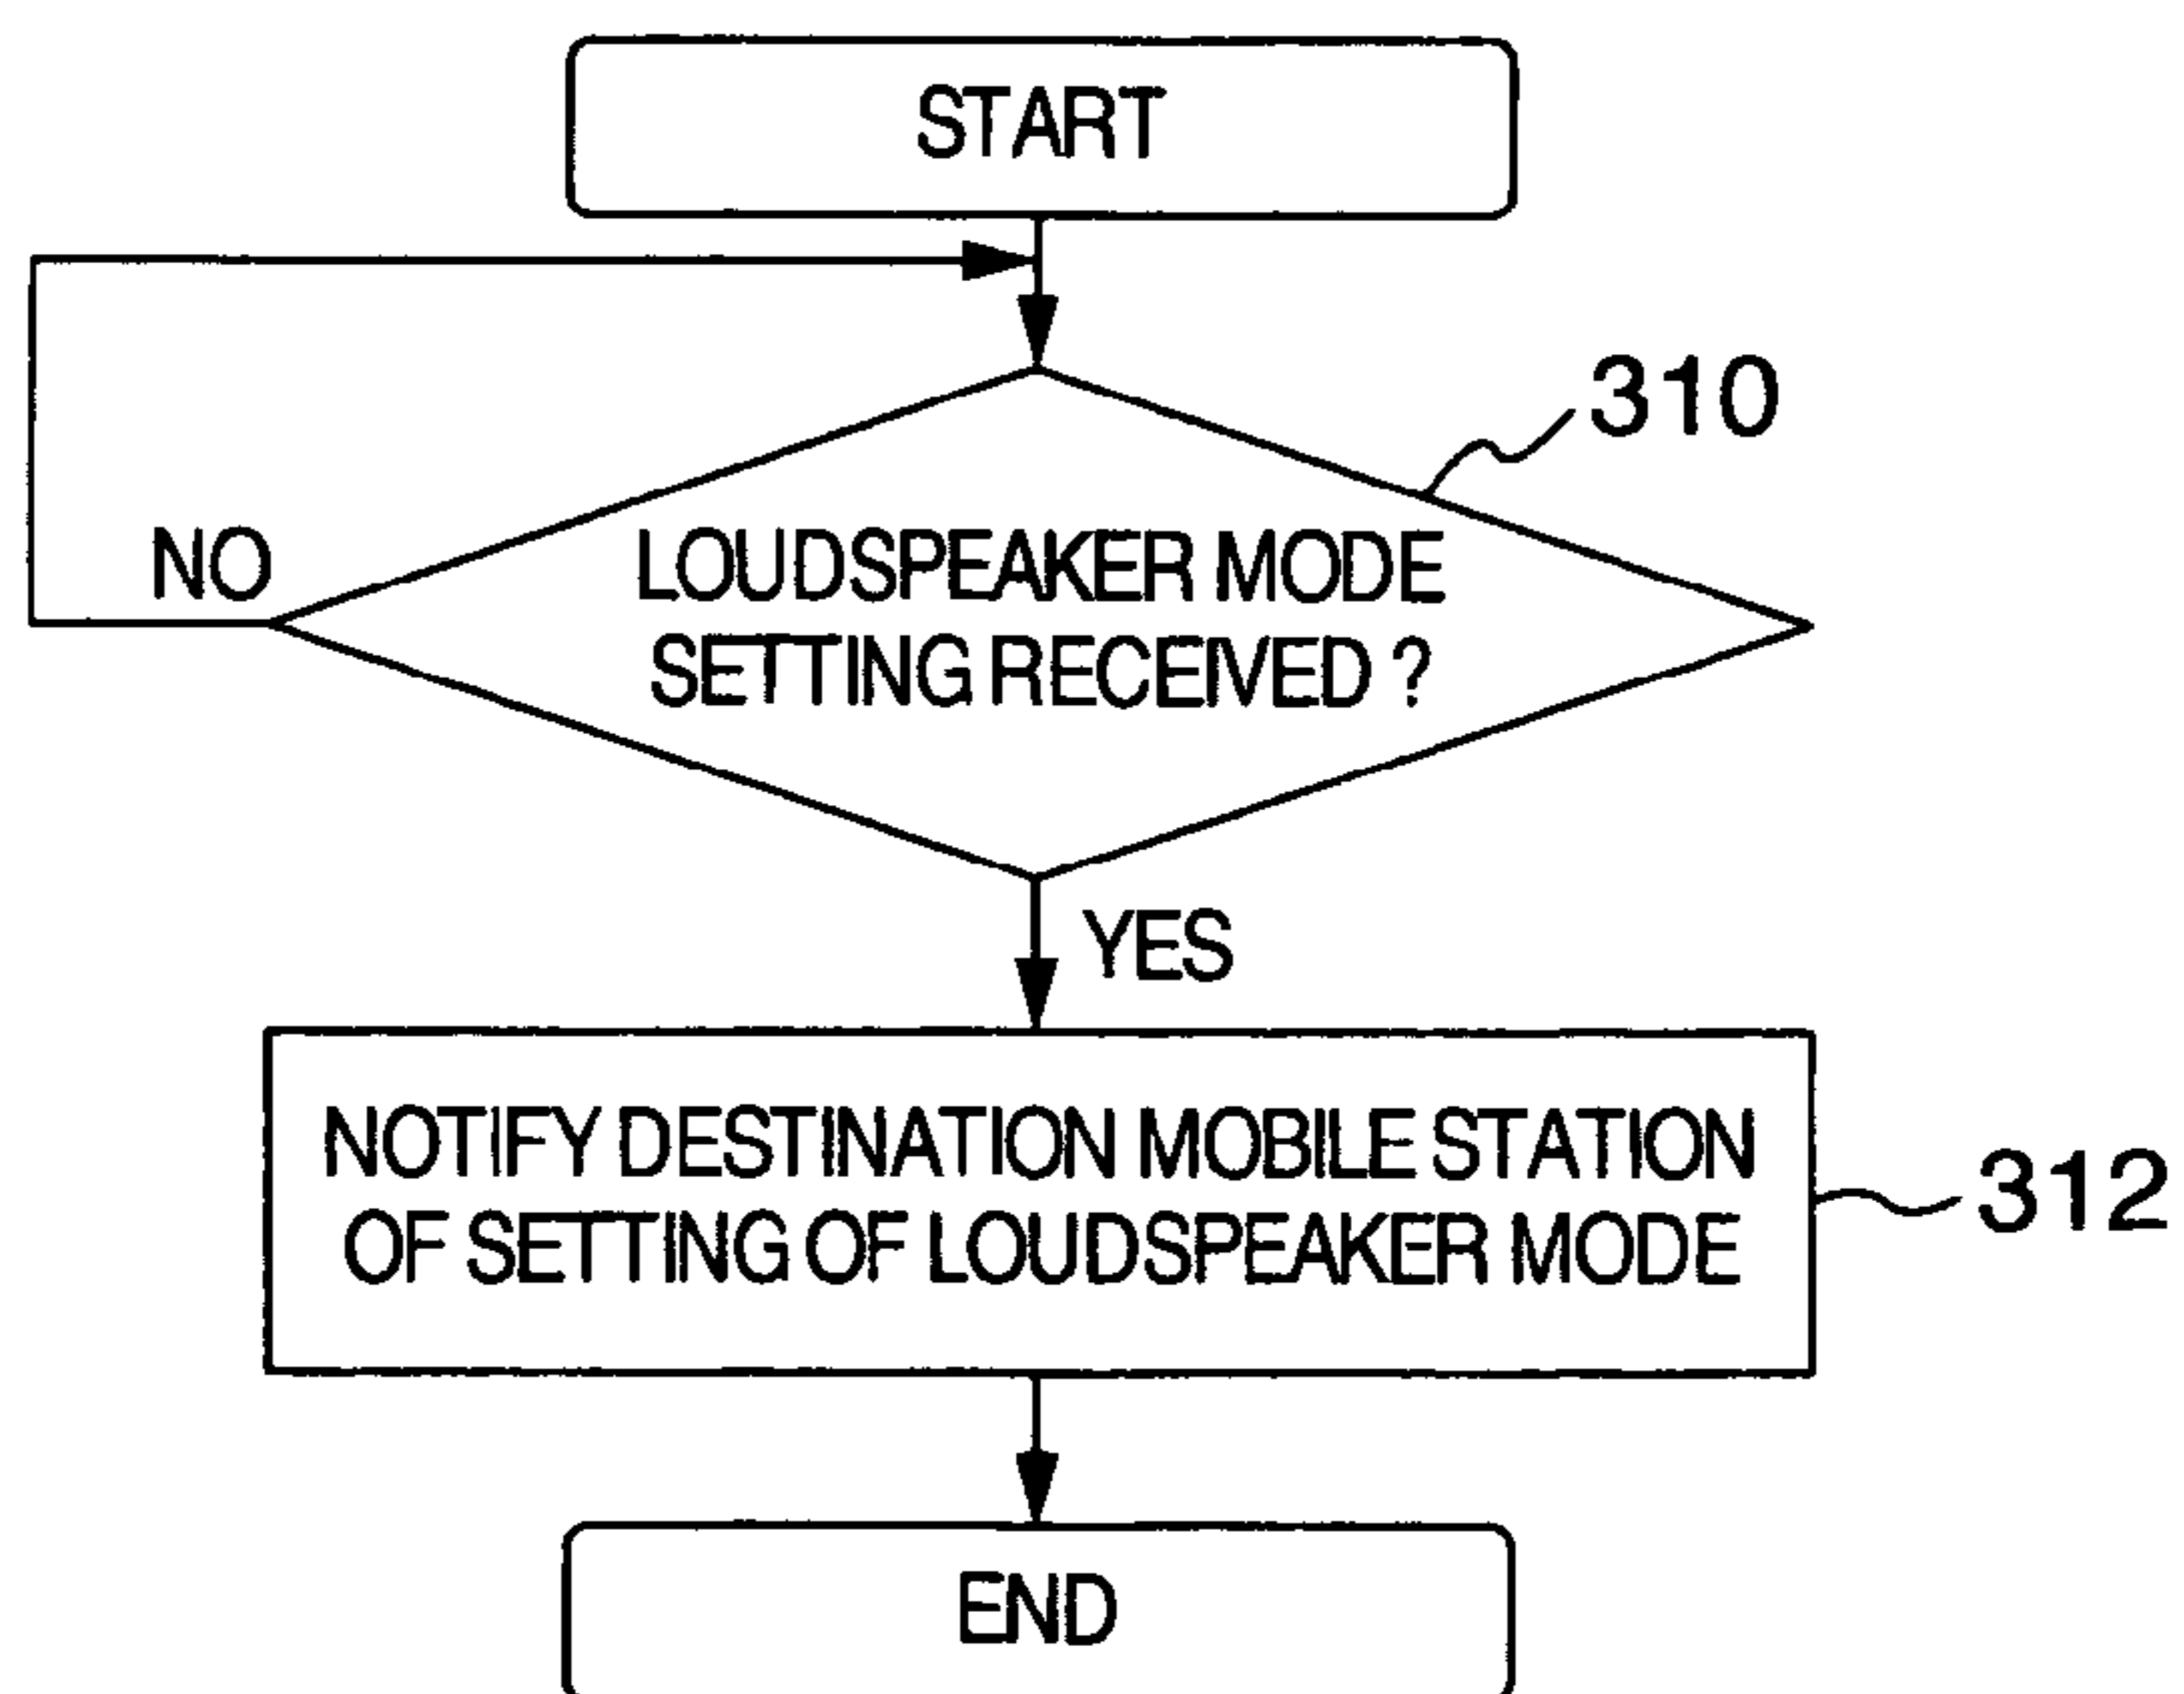 START
310
NO
LOUDSPEAKER MODE
SETTING RECEIVED ?
YES
NOTIFY DESTINATION MOBILE STATION
OF SETTING OF LOUDSPEAKER MODE
312
END